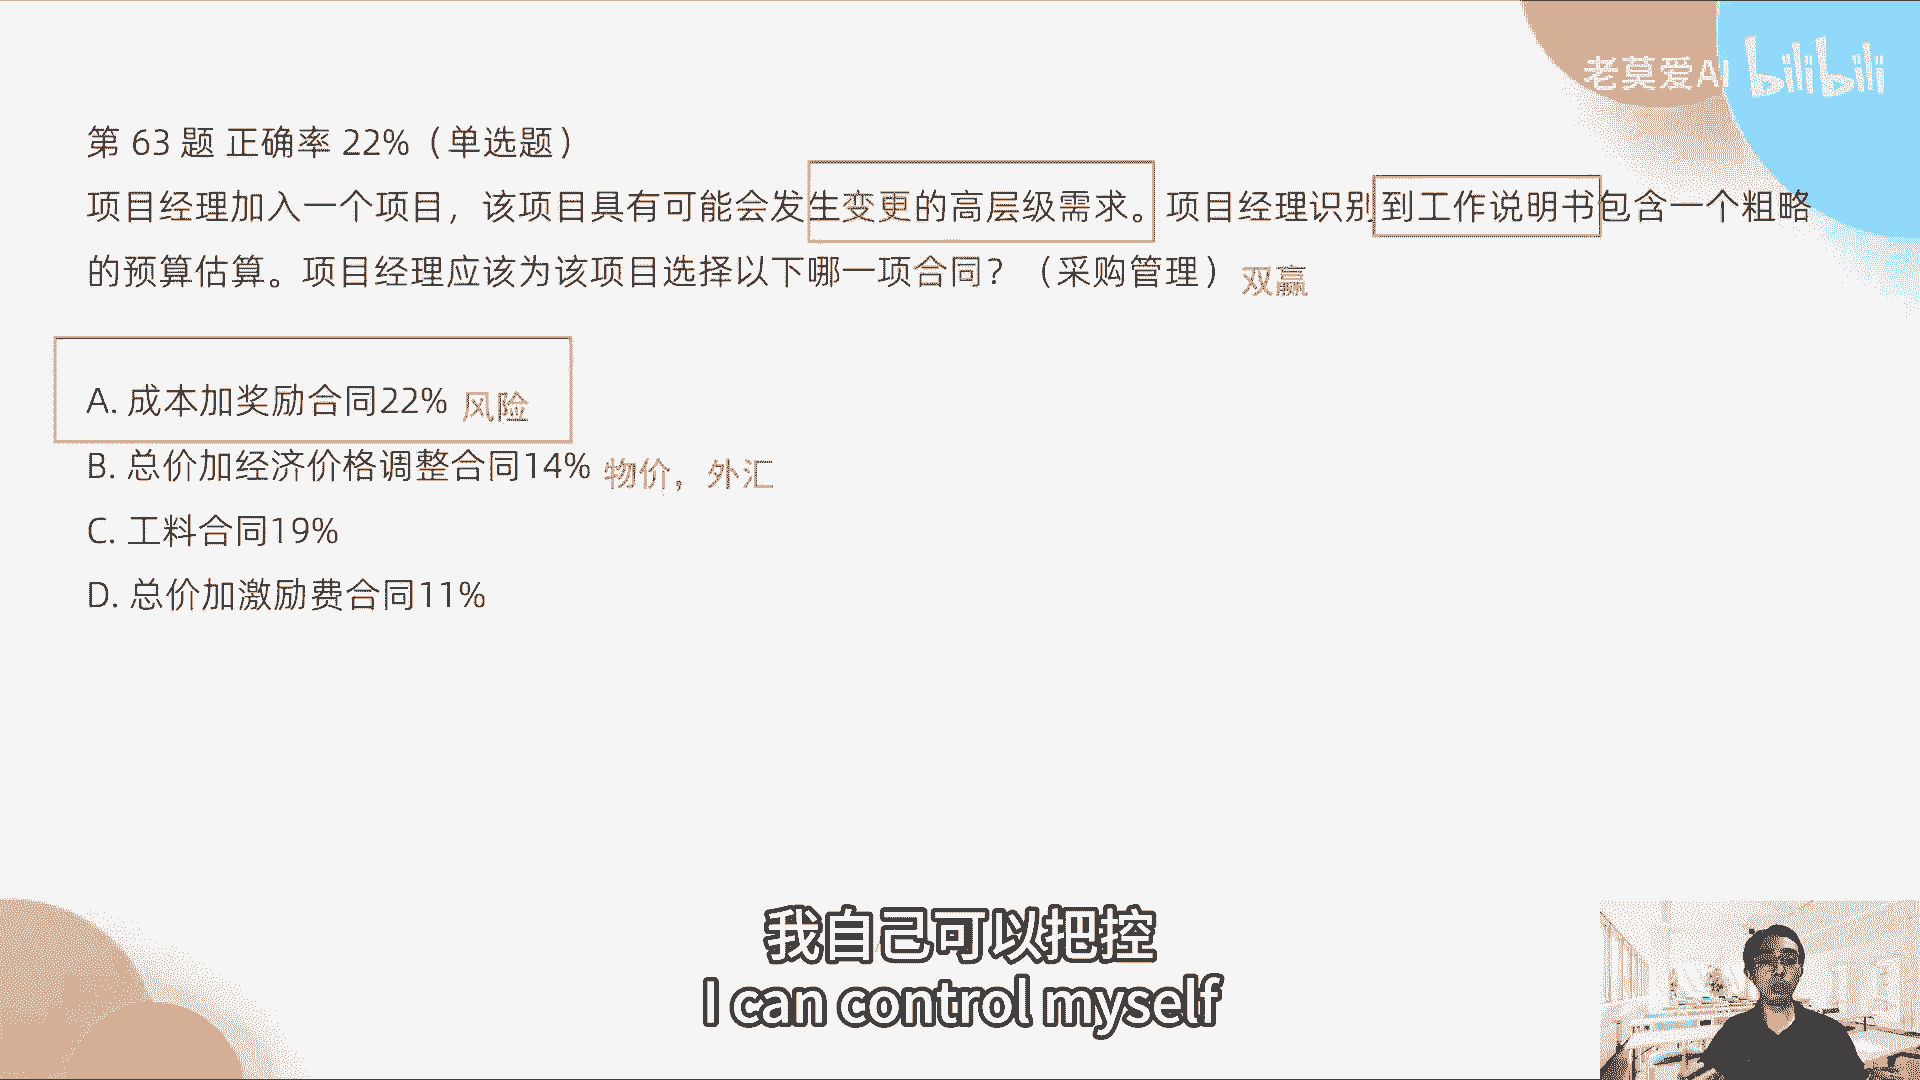 老莫爱AI bilibili
第 63 题 正确率 22%（单选题）
项目经理加入一个项目，该项目具有可能会发生变更的高层级需求。项目经理识别到工作说明书包含一个粗略
的预算估算。项目经理应该为该项目选择以下哪一项合同？（采购管理）双赢
A. 成本加奖励合同22% 风险
B. 总价加经济价格调整合同14% 物价，外汇
C. 工料合同19%
D. 总价加激励费合同11%
我自己可以把控
I can control myself